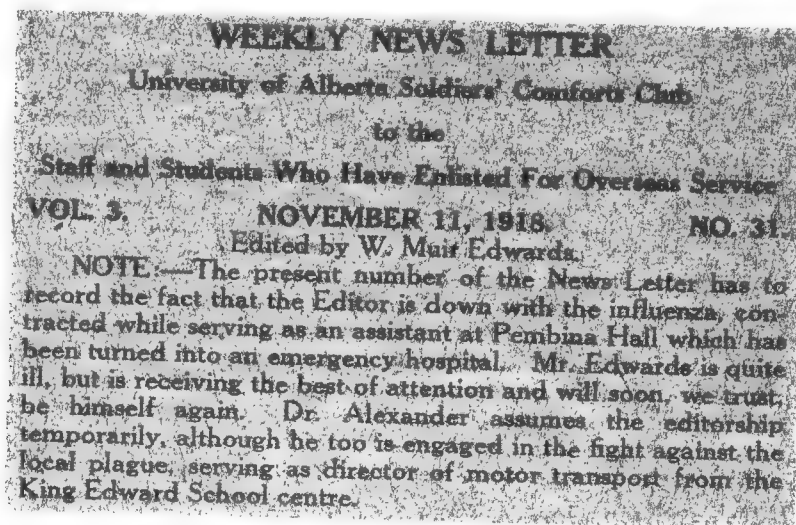 WEEKLY NEWS LETTER
University of Alberta Soldiers' Comforts Club
to the
Staff and Students Who Have Enlisted For Overseas Service
VOL. 3. NOVEMBER 11, 1918. NO. 31.
Edited by W. Muir Edwards.
NOTE:—The present number of the News Letter has to
record the fact that the Editor is down with the influenza, con-
tracted while serving as an assistant at Pembina Hall which has
been turned into an emergency hospital. Mr. Edwards is quite
ill, but is receiving the best of attention and will soon, we trust,
be himself again. Dr. Alexander assumes the editorship
temporarily, although he too is engaged in the fight against the
local plague, serving as director of motor transport from the
King Edward School centre.